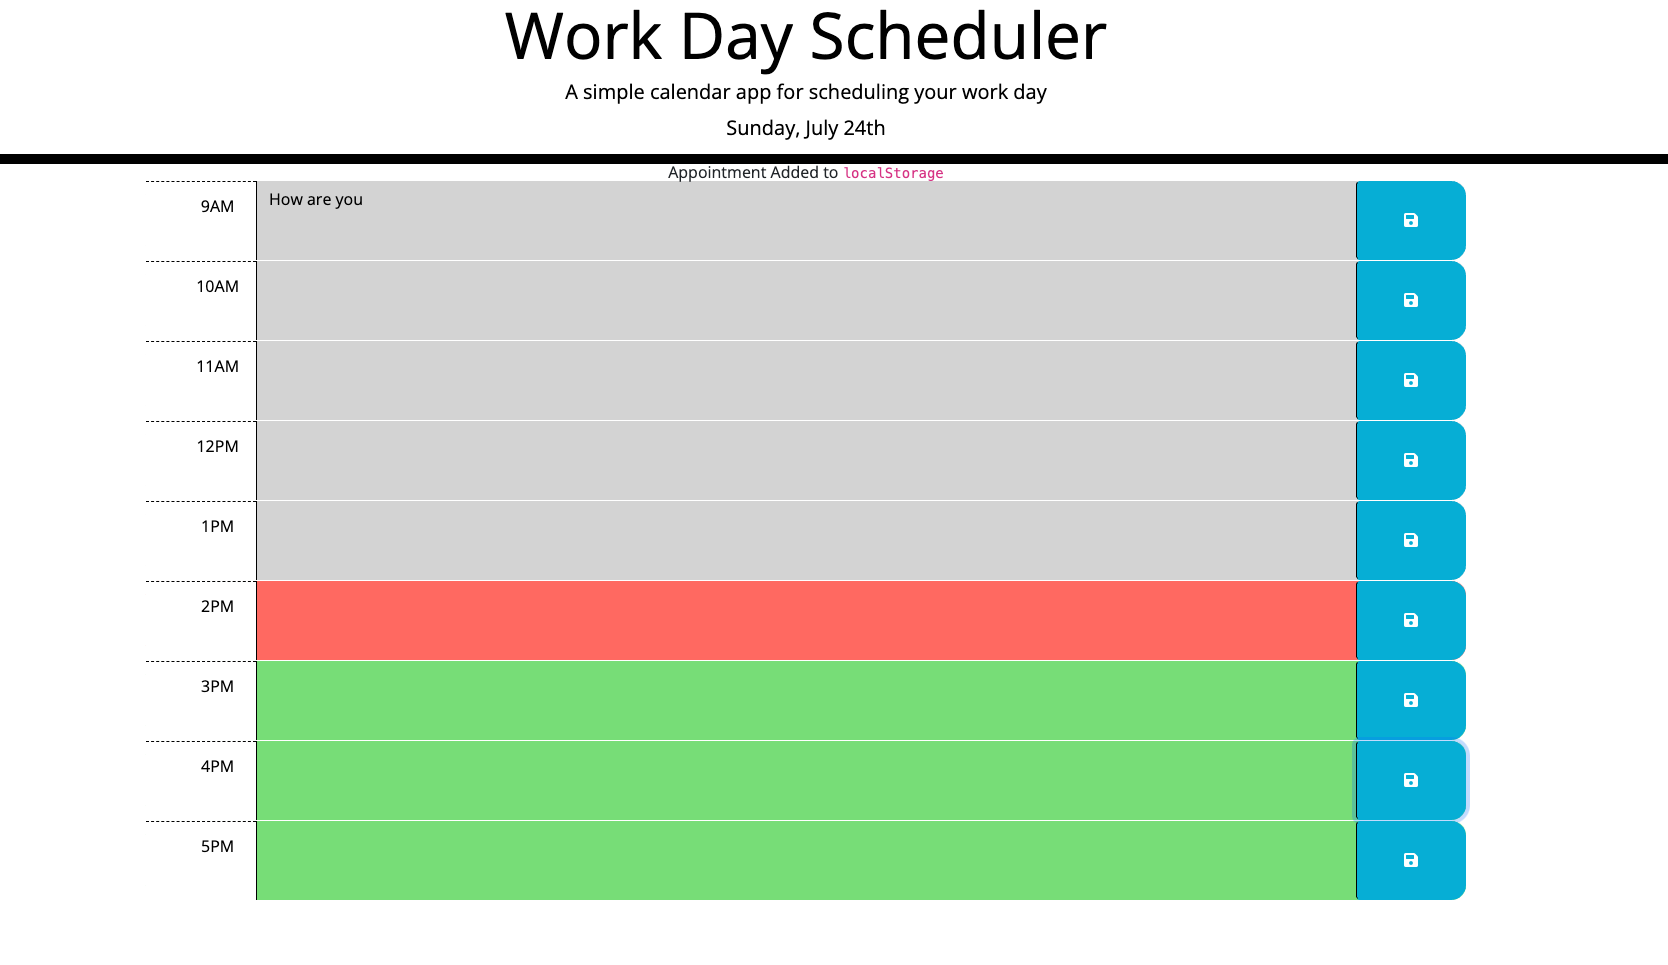 Work Day Scheduler
A simple calendar app for scheduling your work day
Sunday, July 24th
Appointment Added to localStorage
9AM How are you
10AM
11AM
12PM
1PM
2PM
3PM
4PM
5PM